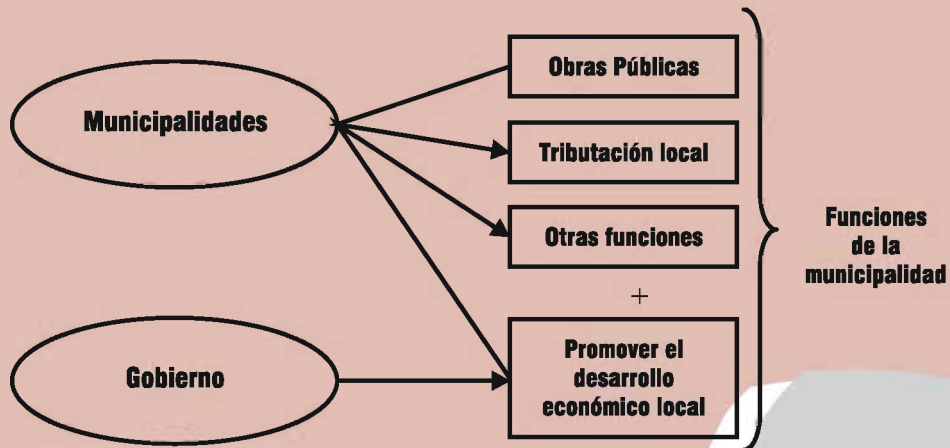 Municipalidades
Obras Públicas
Tributación local
Otras funciones
+
Gobierno
Promover el
desarrollo
económico local
Funciones
de la
municipalidad